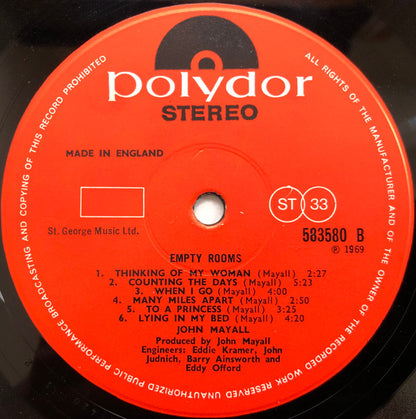 polydor
STEREO
MADE IN ENGLAND
ST 33
St. George Music Ltd.
583580 B
℗ 1969
EMPTY ROOMS
1. THINKING OF MY WOMAN (Mayall) 2:27
2. COUNTING THE DAYS (Mayall) 5:25
3. WHEN I GO (Mayall) 4:00
4. MANY MILES APART (Mayall) 2:50
5. TO A PRINCESS (Mayall) 3:25
6. LYING IN MY BED (Mayall) 4:20
JOHN MAYALL
Produced by John Mayall
Engineers: Eddie Kramer, John
Judnich, Barry Ainsworth and
Eddy Offord
ALL RIGHTS OF THE MANUFACTURER AND OF THE OWNER OF THE RECORDED WORK RESERVED UNAUTHORIZED PUBLIC PERFORMANCE BROADCASTING AND COPYING OF THIS RECORD PROHIBITED